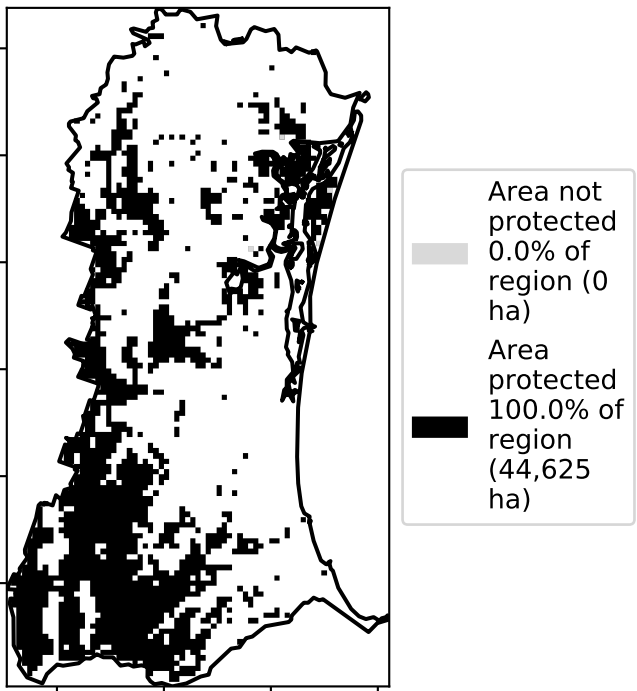 Area not
protected
0.0% of
region (0
ha)
Area
protected
100.0% of
region
(44,625
ha)